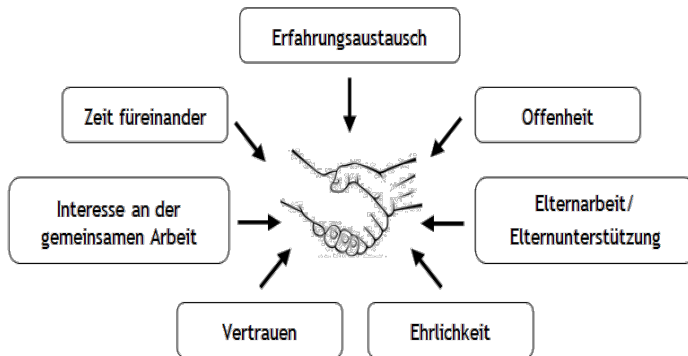 Erfahrungsaustausch
Zeit füreinander
Offenheit
Interesse an der
gemeinsamen Arbeit
Elternarbeit/
Elternunterstützung
Vertrauen
Ehrlichkeit